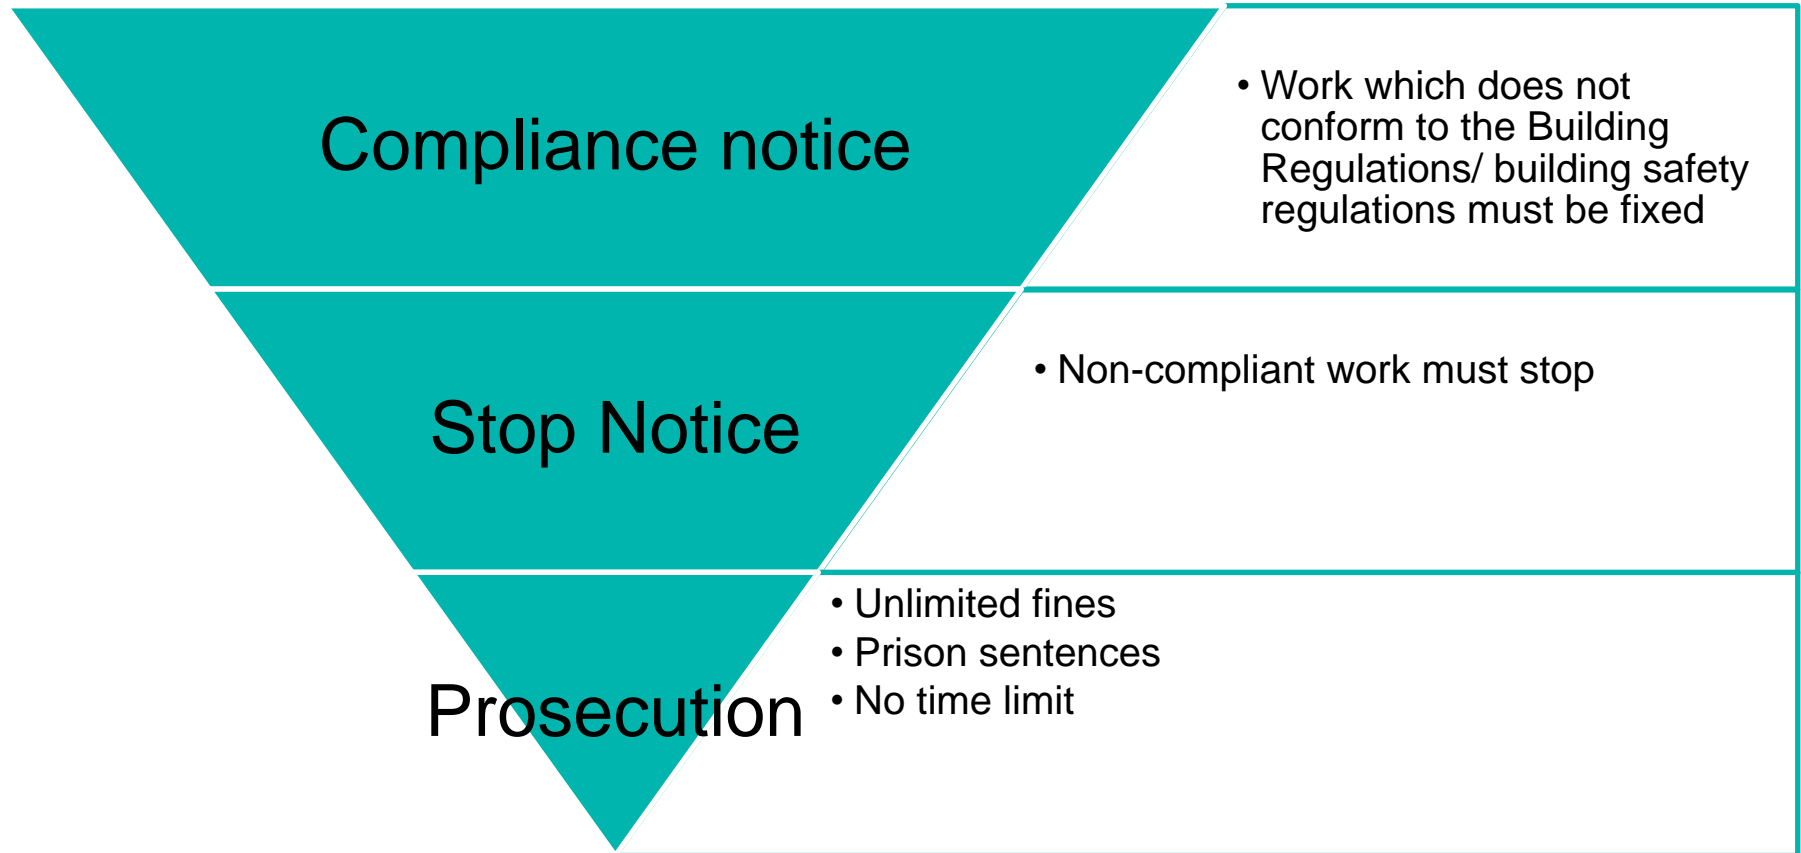 Compliance notice
• Work which does not
conform to the Building
Regulations/ building safety
regulations must be fixed
Stop Notice
• Non-compliant work must stop
Prosecution
• Unlimited fines
• Prison sentences
• No time limit